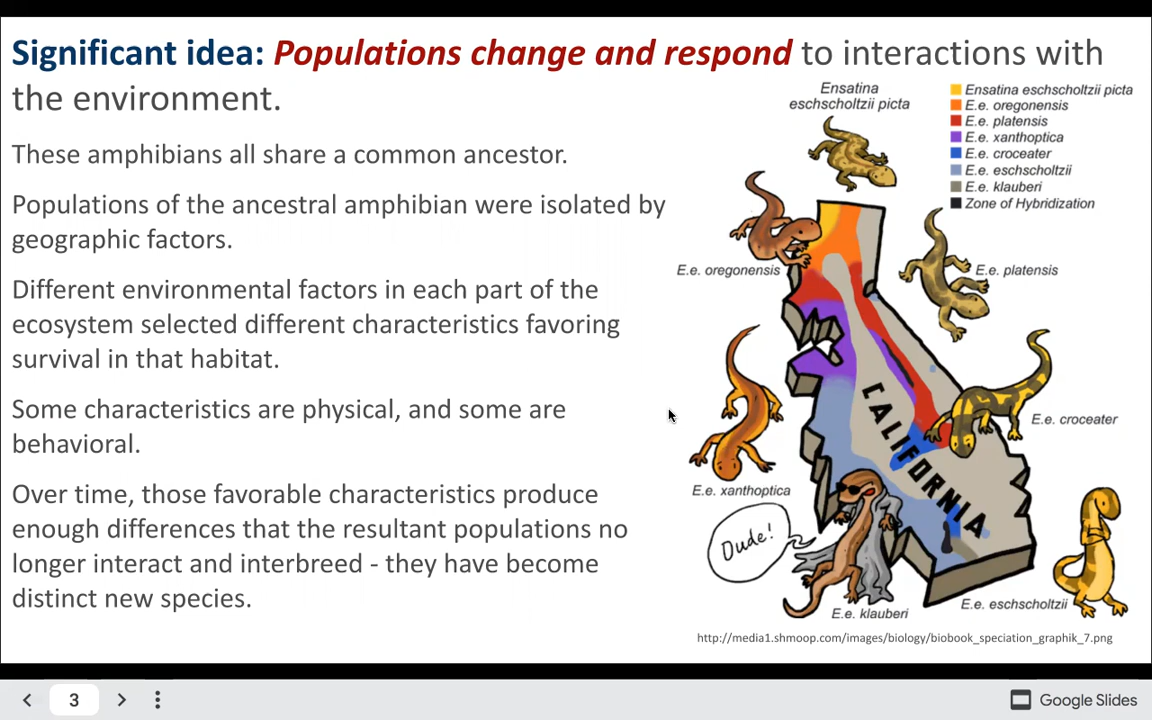 Significant idea: Populations change and respond to interactions with
the environment.
These amphibians all share a common ancestor.
Populations of the ancestral amphibian were isolated by
geographic factors.
Different environmental factors in each part of the
ecosystem selected different characteristics favoring
survival in that habitat.
Some characteristics are physical, and some are
behavioral.
Over time, those favorable characteristics produce
enough differences that the resultant populations no
longer interact and interbreed - they have become
distinct new species.
Ensatina
eschscholtzii picta
Ensatina eschscholtzii picta
E.e. oregonensis
E.e. platensis
E.e. xanthoptica
E.e. croceater
E.e. eschscholtzii
E.e. klauberi
Zone of Hybridization
E.e. oregonensis
E.e. platensis
E.e. croceater
CALIFORNIA
E.e. xanthoptica
Dude!
E.e. klauberi
E.e. eschscholtzii
http://media1.shmoop.com/images/biology/biobook_speciation_graphik_7.png
3
Google Slides